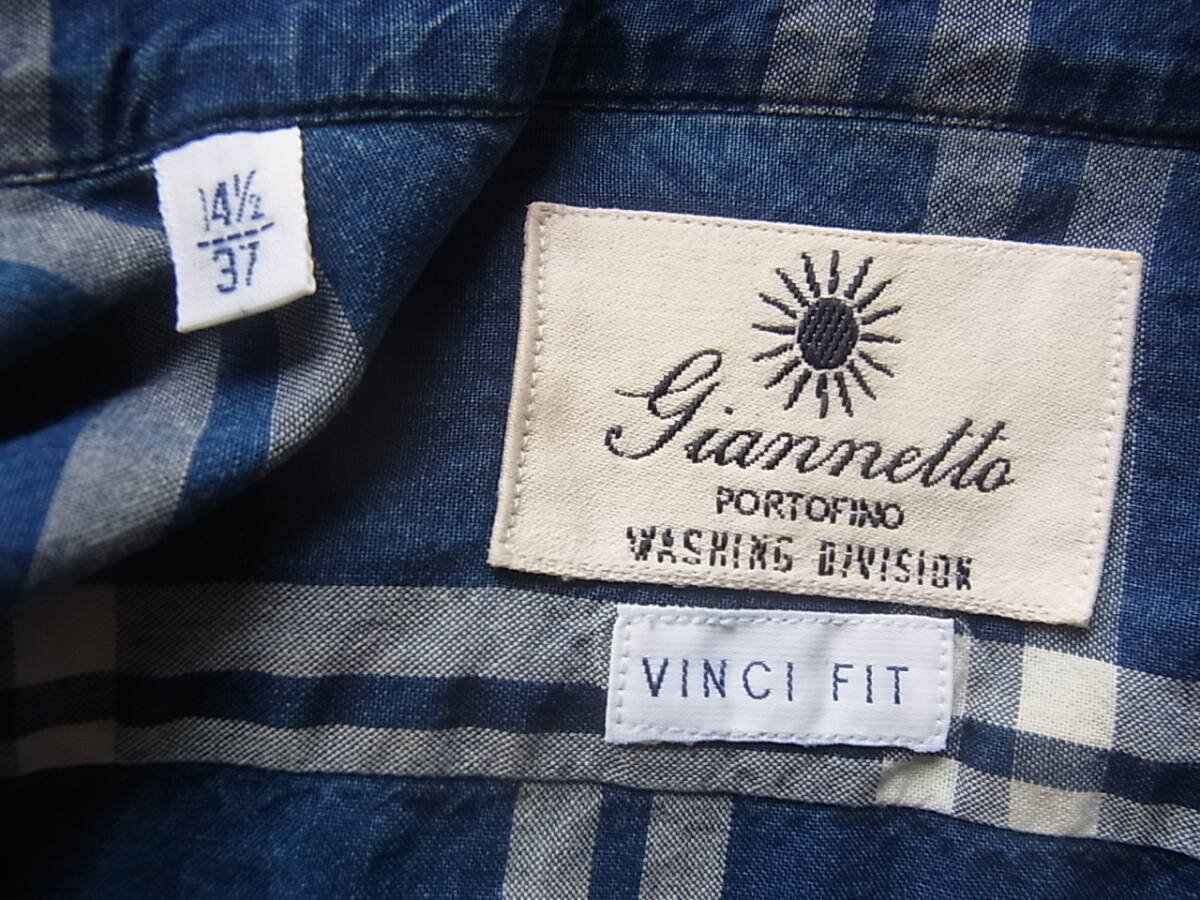 14½
37
Giannetto
PORTOFINO
WASHING DIVISION
VINCI FIT